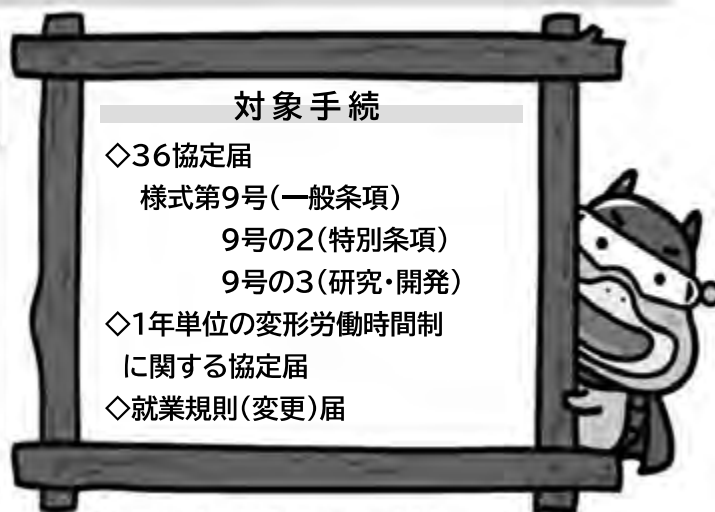 対象手続
◇36協定届
様式第9号(一般条項)
9号の2(特別条項)
9号の3(研究・開発)
◇1年単位の変形労働時間制
に関する協定届
◇就業規則(変更)届